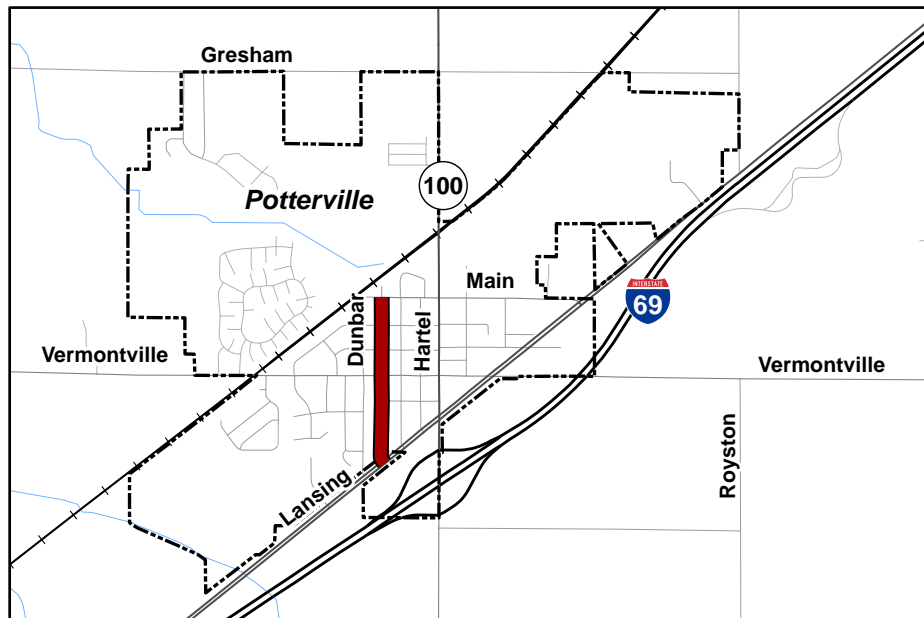 Gresham
Potterville
100
Main
INTERSTATE
69
Dunbar
Hartel
Vermontville
Vermontville
Royston
Lansing